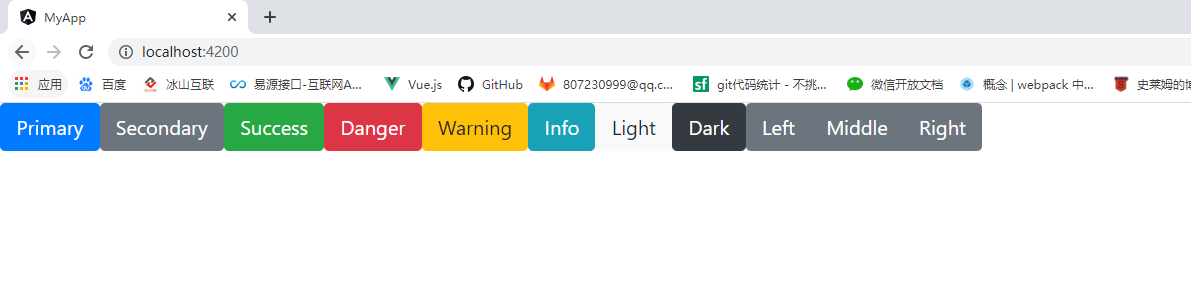 MyApp
localhost:4200
应用 百度 冰山互联 易源接口-互联网A... Vue.js GitHub 807230999@qq.c... sf git代码统计 - 不挑... 微信开放文档 概念 | webpack 中... 史莱姆的博
Primary Secondary Success Danger Warning Info Light Dark Left Middle Right